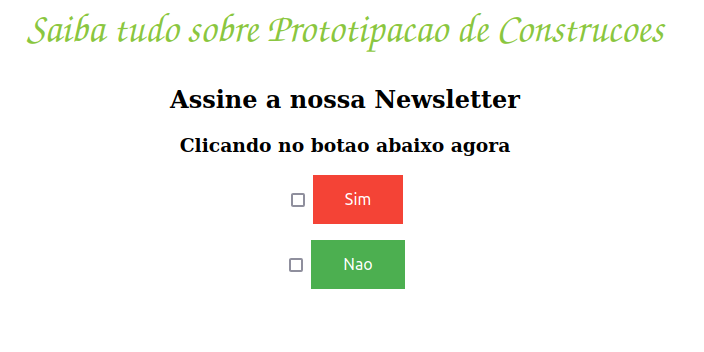 Saiba tudo sobre Prototipacao de Construcoes
Assine a nossa Newsletter
Clicando no botao abaixo agora
Sim
Nao